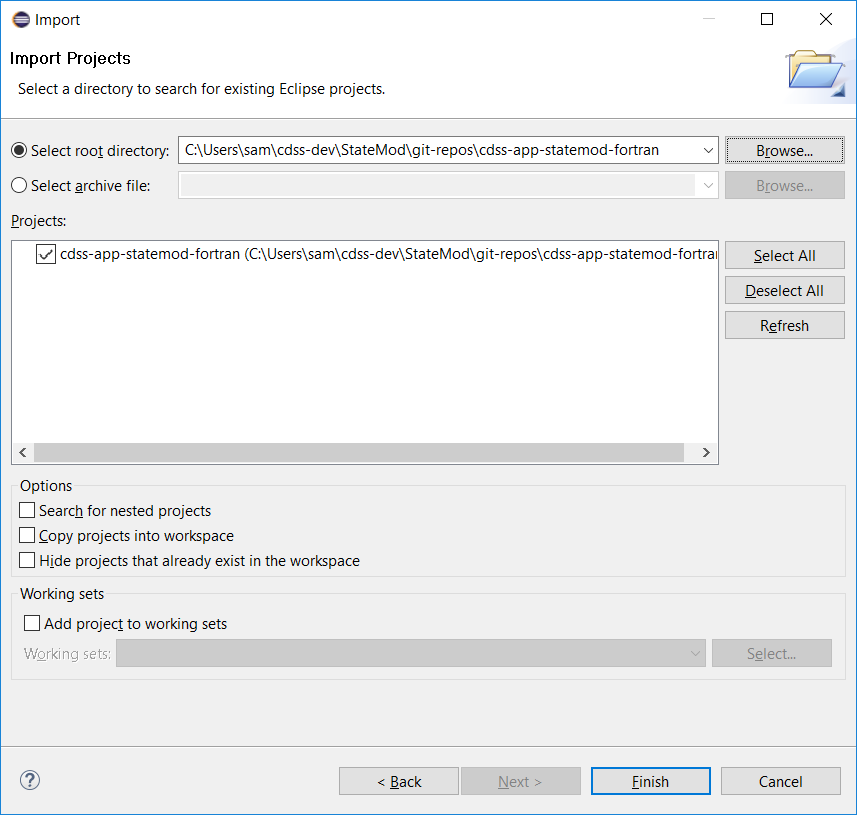 Import
Import Projects
Select a directory to search for existing Eclipse projects.
Select root directory: C:\Users\sam\cdss-dev\StateMod\git-repos\cdss-app-statemod-fortran Browse...
Select archive file: Browse...
Projects:
cdss-app-statemod-fortran (C:\Users\sam\cdss-dev\StateMod\git-repos\cdss-app-statemod-fortran
Select All
Deselect All
Refresh
Options
Search for nested projects
Copy projects into workspace
Hide projects that already exist in the workspace
Working sets
Add project to working sets
Working sets: Select...
? < Back Next > Finish Cancel